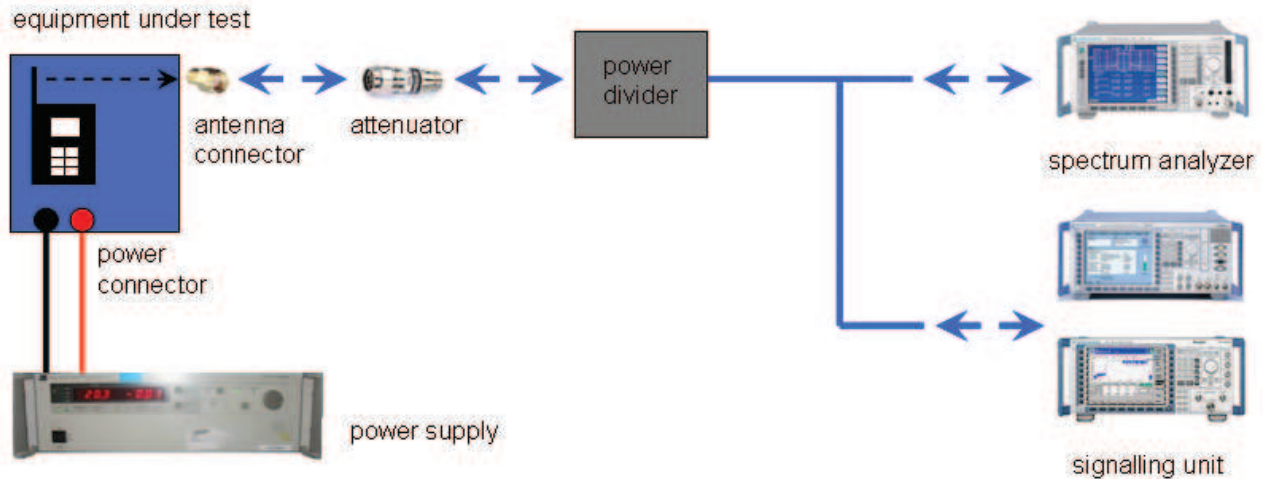 equipment under test
power
divider
antenna
connector
attenuator
spectrum analyzer
power
connector
power supply
signalling unit